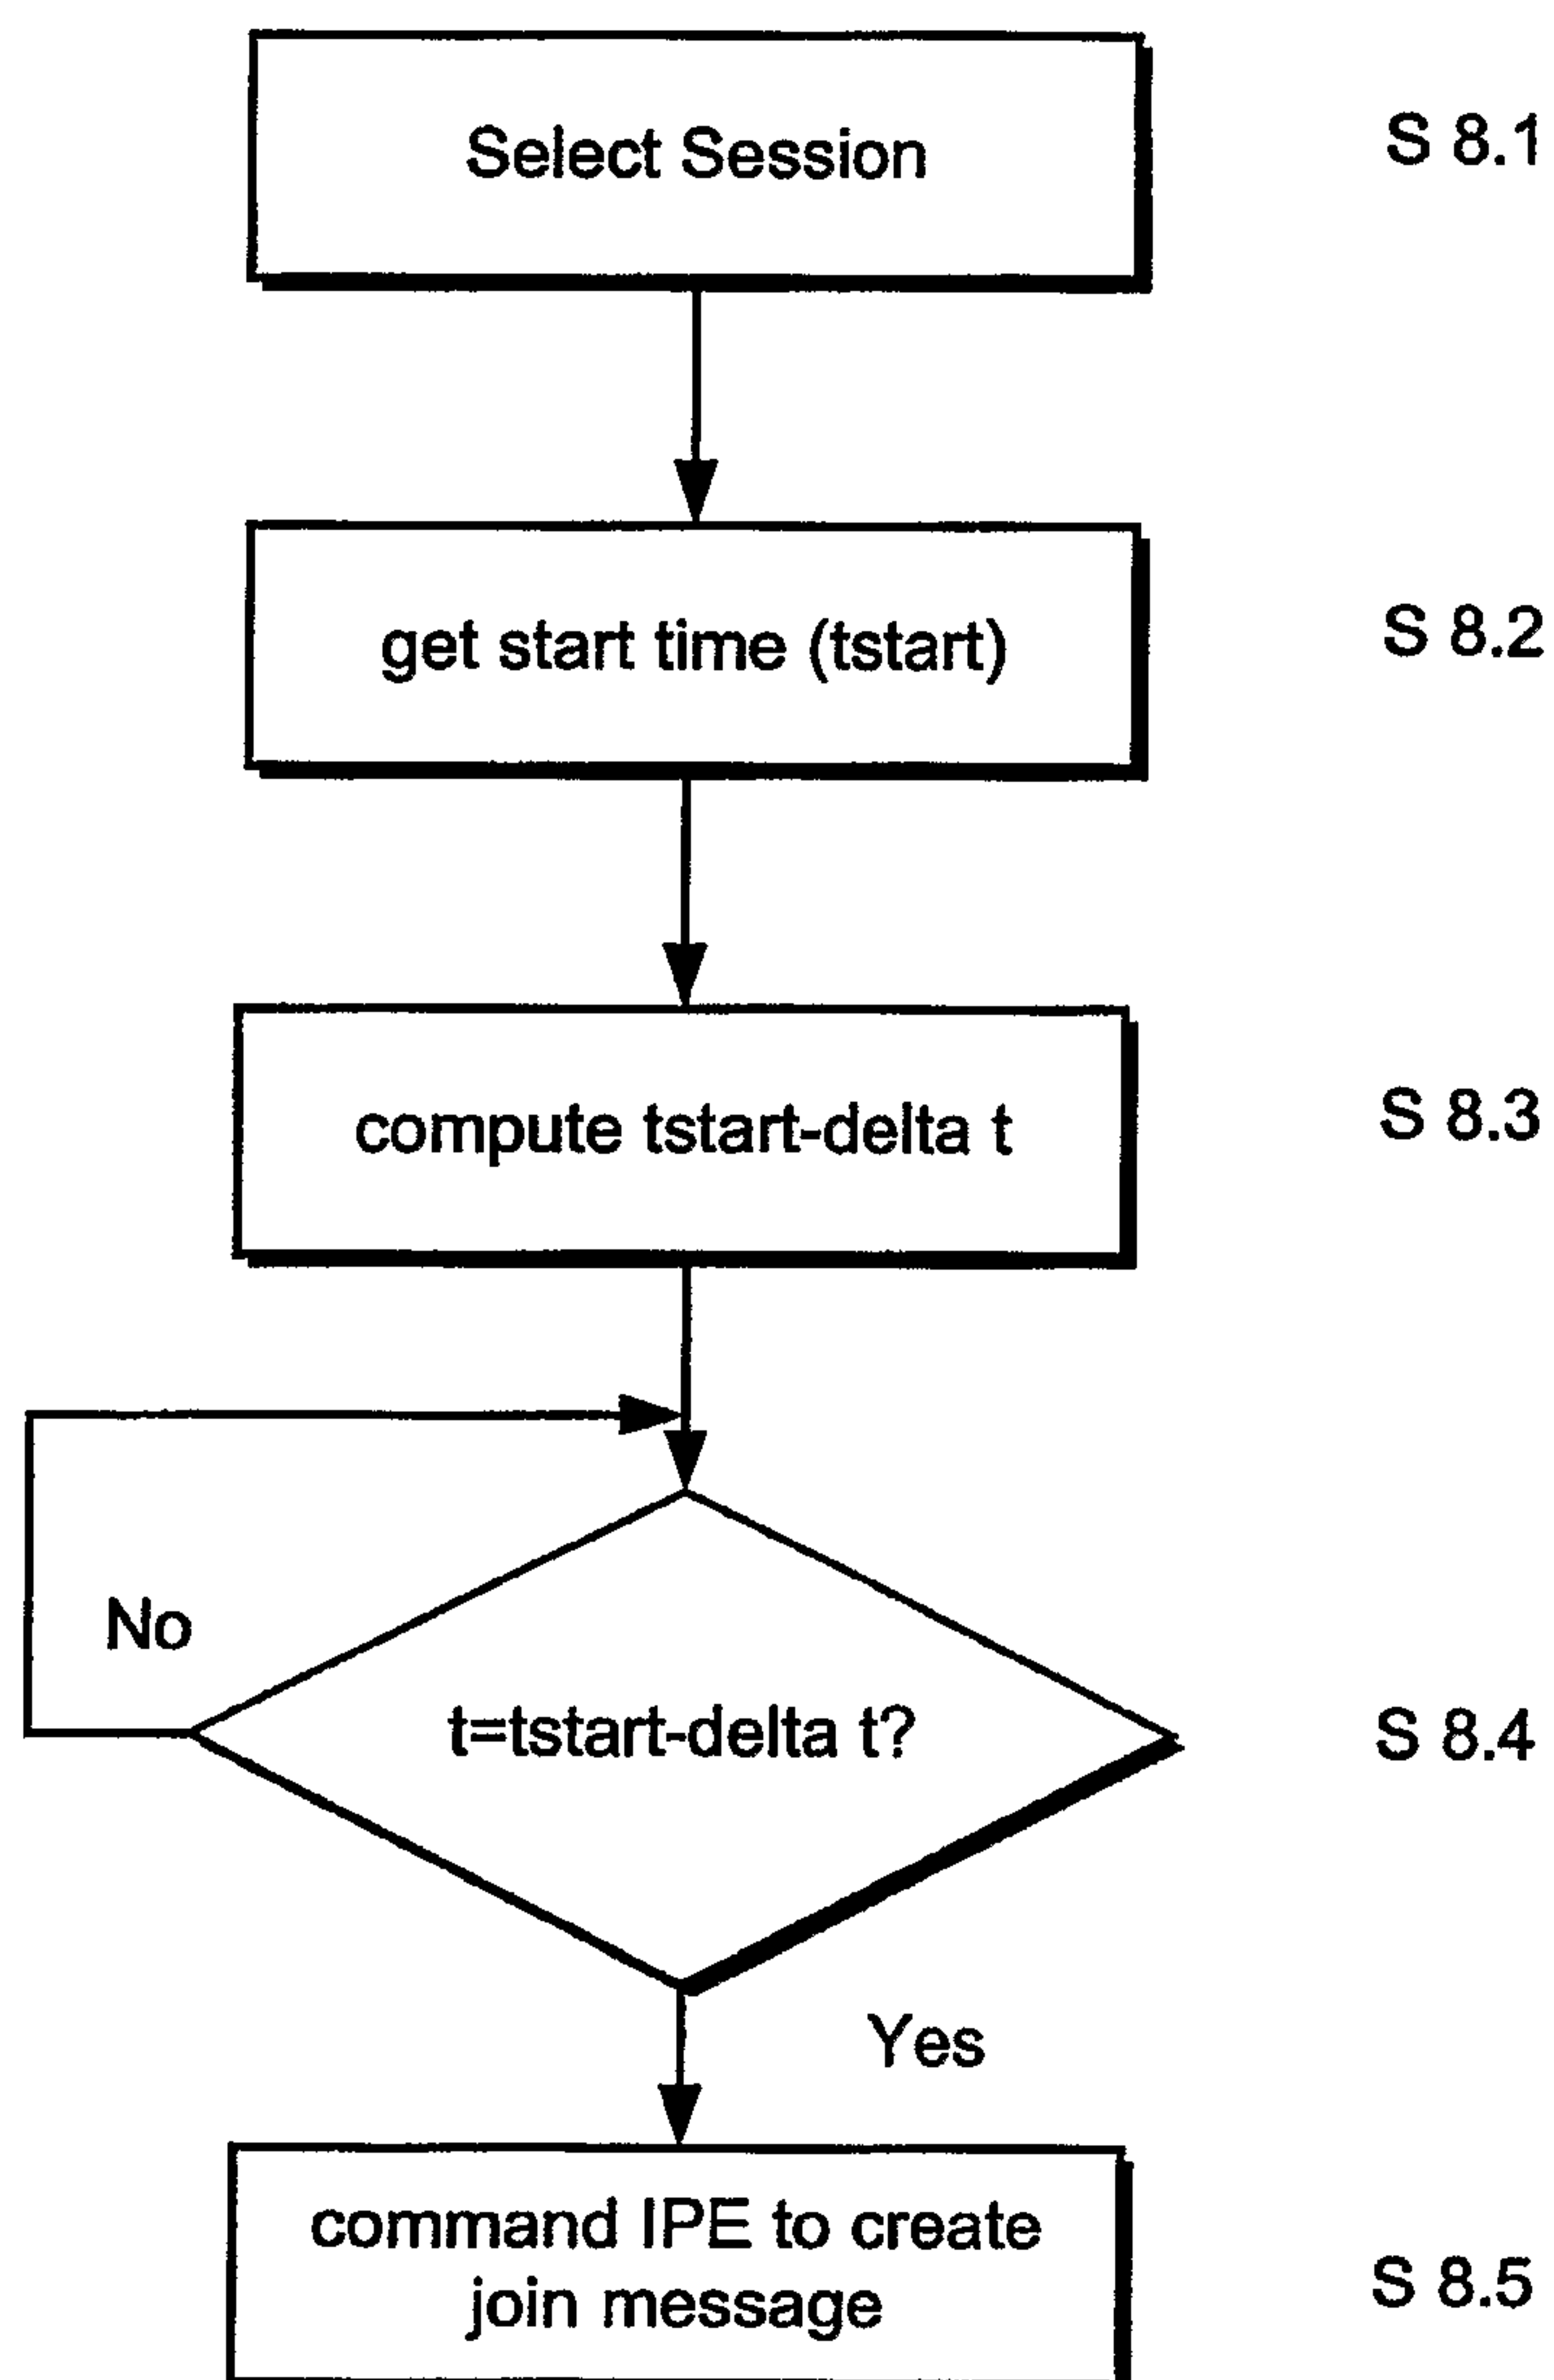 Select Session
S 8.1
get start time (tstart)
S 8.2
compute tstart-delta t
S 8.3
No
t=tstart-delta t?
S 8.4
Yes
command IPE to create
join message
S 8.5